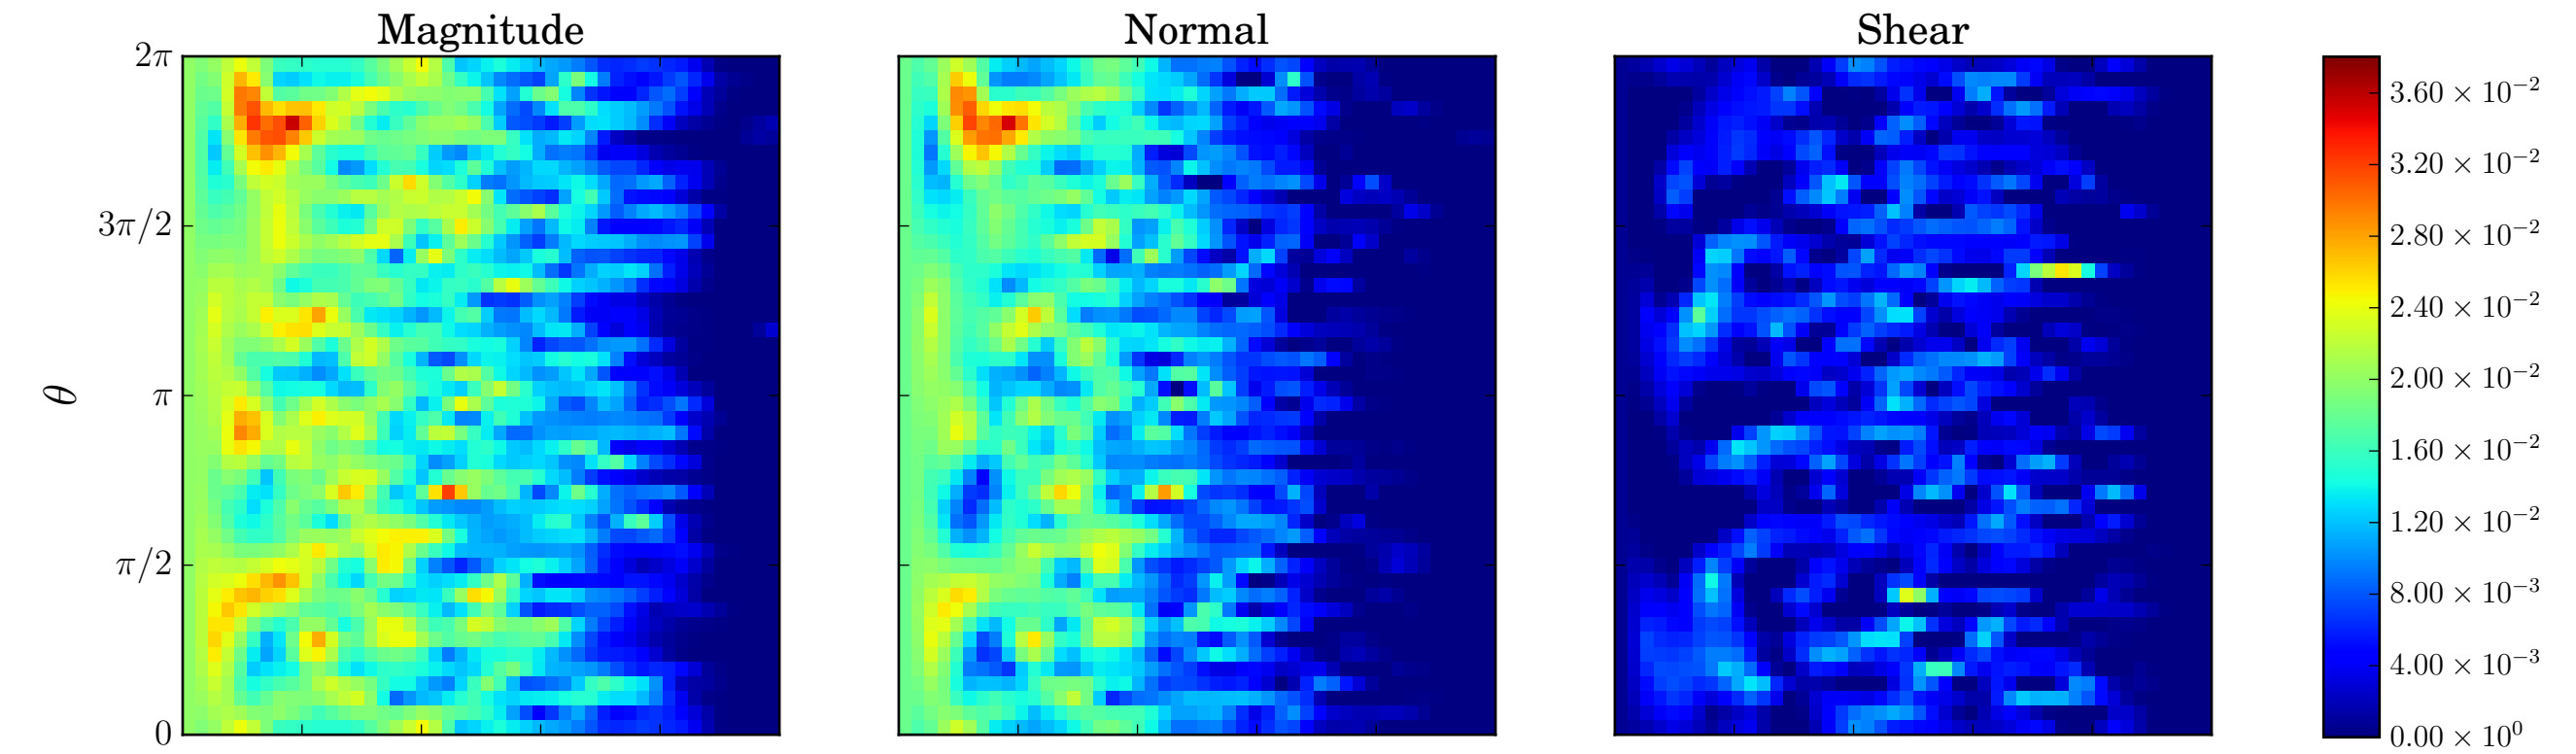 Magnitude
Normal
Shear
2π
3π/2
π
π/2
0
θ
3.60 × 10⁻²
3.20 × 10⁻²
2.80 × 10⁻²
2.40 × 10⁻²
2.00 × 10⁻²
1.60 × 10⁻²
1.20 × 10⁻²
8.00 × 10⁻³
4.00 × 10⁻³
0.00 × 10⁰